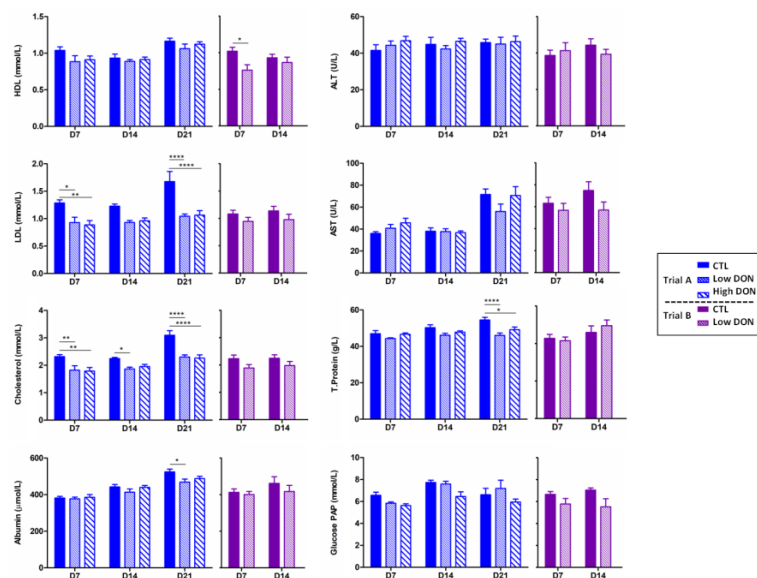 HDL (mmol/L)
1.5
1.0
0.5
0.0
*
D7 D14 D21 D7 D14
ALT (U/L)
60
40
20
0
D7 D14 D21 D7 D14
LDL (mmol/L)
2.0
1.5
1.0
0.5
0.0
*
**
****
****
D7 D14 D21 D7 D14
AST (U/L)
100
80
60
40
20
0
D7 D14 D21 D7 D14
Cholesterol (mmol/L)
4
3
2
1
0
**
**
*
****
****
D7 D14 D21 D7 D14
T.Protein (g/L)
60
40
20
0
****
*
D7 D14 D21 D7 D14
Albumin (µmol/L)
600
400
200
0
*
D7 D14 D21 D7 D14
Glucose PAP (mmol/L)
10
8
6
4
2
0
D7 D14 D21 D7 D14
CTL
Trial A Low DON
High DON
CTL
Trial B Low DON